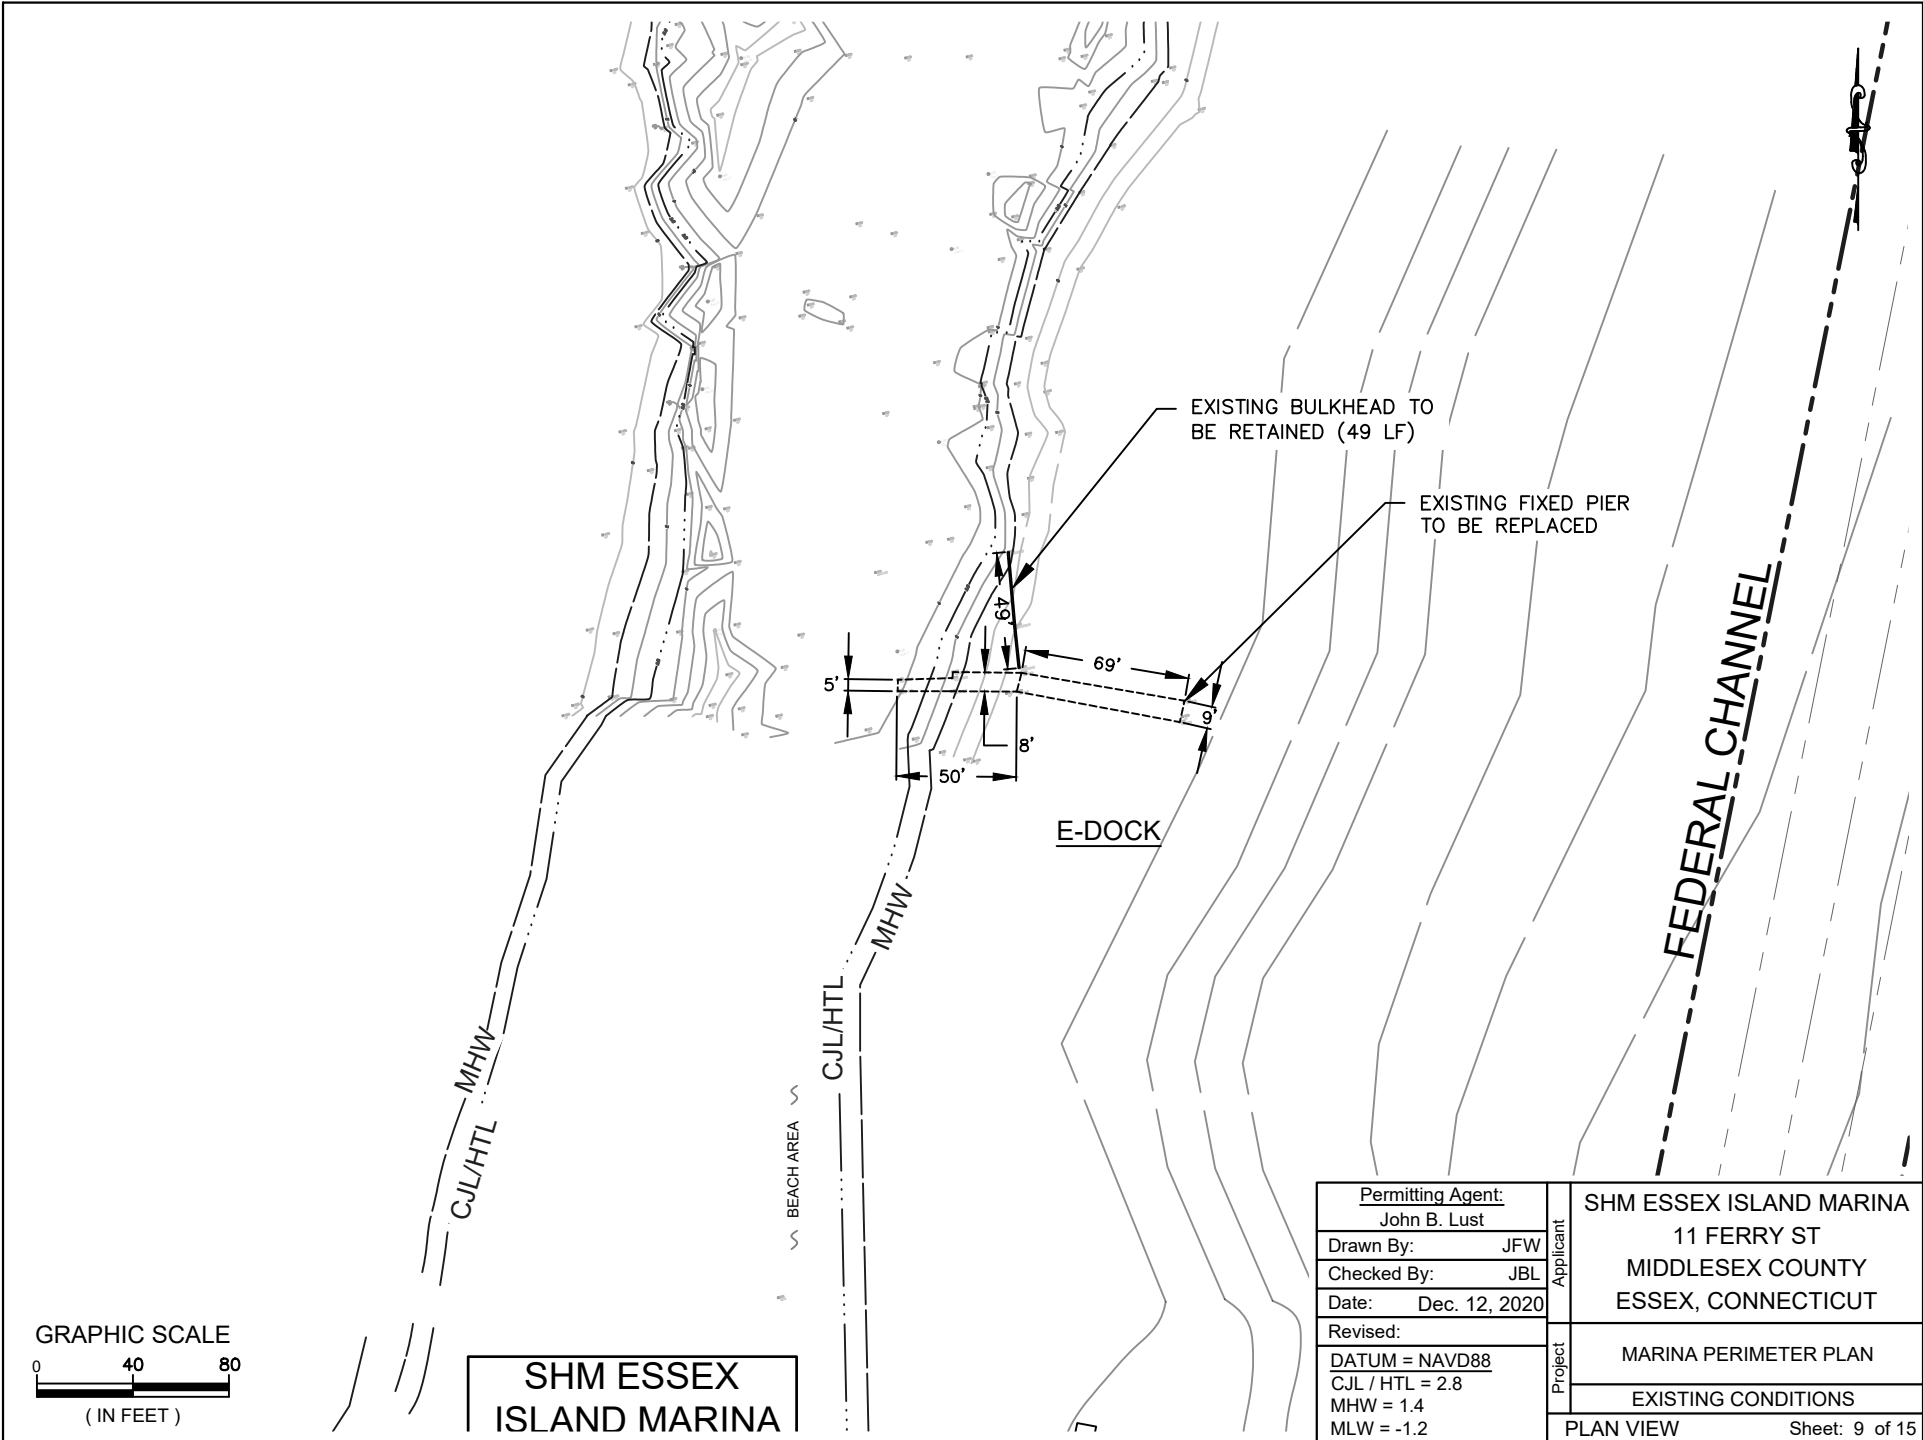 EXISTING BULKHEAD TO
BE RETAINED (49 LF)
EXISTING FIXED PIER
TO BE REPLACED
49'
69'
5'
9'
8'
50'
E-DOCK
FEDERAL CHANNEL
MHW
CJL/HTL
MHW
CJL/HTL
BEACH AREA
GRAPHIC SCALE
0 40 80
( IN FEET )
SHM ESSEX
ISLAND MARINA
Permitting Agent:
John B. Lust
Drawn By: JFW
Checked By: JBL
Date: Dec. 12, 2020
Revised:
DATUM = NAVD88
CJL / HTL = 2.8
MHW = 1.4
MLW = -1.2
Applicant
SHM ESSEX ISLAND MARINA
11 FERRY ST
MIDDLESEX COUNTY
ESSEX, CONNECTICUT
Project
MARINA PERIMETER PLAN
EXISTING CONDITIONS
PLAN VIEW Sheet: 9 of 15